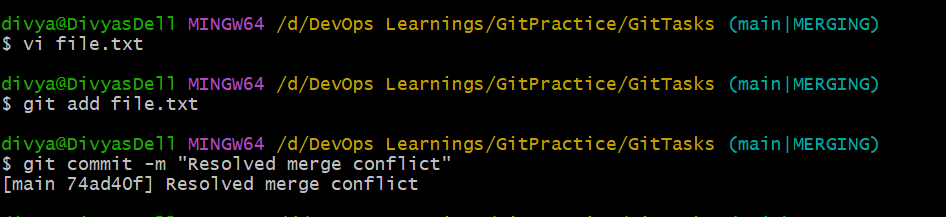 divya@DivyasDell MINGW64 /d/DevOps Learnings/GitPractice/GitTasks (main|MERGING)
$ vi file.txt
divya@DivyasDell MINGW64 /d/DevOps Learnings/GitPractice/GitTasks (main|MERGING)
$ git add file.txt
divya@DivyasDell MINGW64 /d/DevOps Learnings/GitPractice/GitTasks (main|MERGING)
$ git commit -m "Resolved merge conflict"
[main 74ad40f] Resolved merge conflict